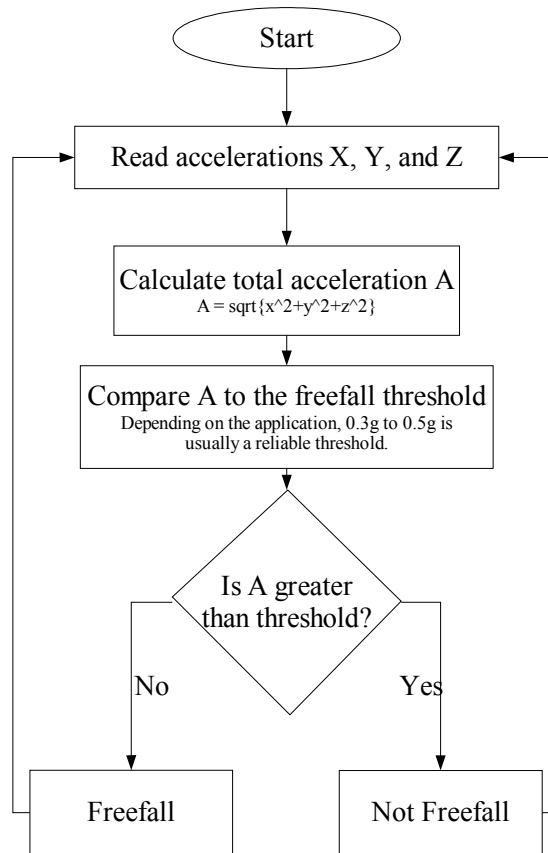 Start
Read accelerations X, Y, and Z
Calculate total acceleration A
A = sqrt{x^2+y^2+z^2}
Compare A to the freefall threshold
Depending on the application, 0.3g to 0.5g is
usually a reliable threshold.
Is A greater
than threshold?
No
Yes
Freefall
Not Freefall